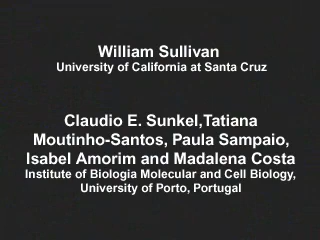 William Sullivan
University of California at Santa Cruz
Claudio E. Sunkel,Tatiana
Moutinho-Santos, Paula Sampaio,
Isabel Amorim and Madalena Costa
Institute of Biologia Molecular and Cell Biology,
University of Porto, Portugal